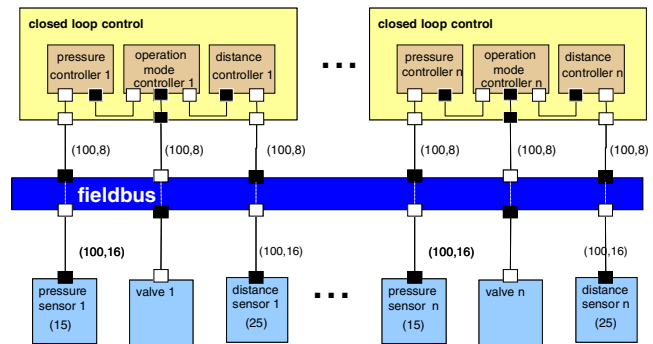 closed loop control
closed loop control
pressure
controller 1
operation
mode
controller 1
distance
controller 1
...
pressure
controller n
operation
mode
controller n
distance
controller n
(100,8)
(100,8)
(100,8)
(100,8)
(100,8)
(100,8)
fieldbus
(100,16)
(100,16)
(100,16)
(100,16)
pressure
sensor 1
(15)
valve 1
distance
sensor 1
(25)
...
pressure
sensor n
(15)
valve n
distance
sensor n
(25)